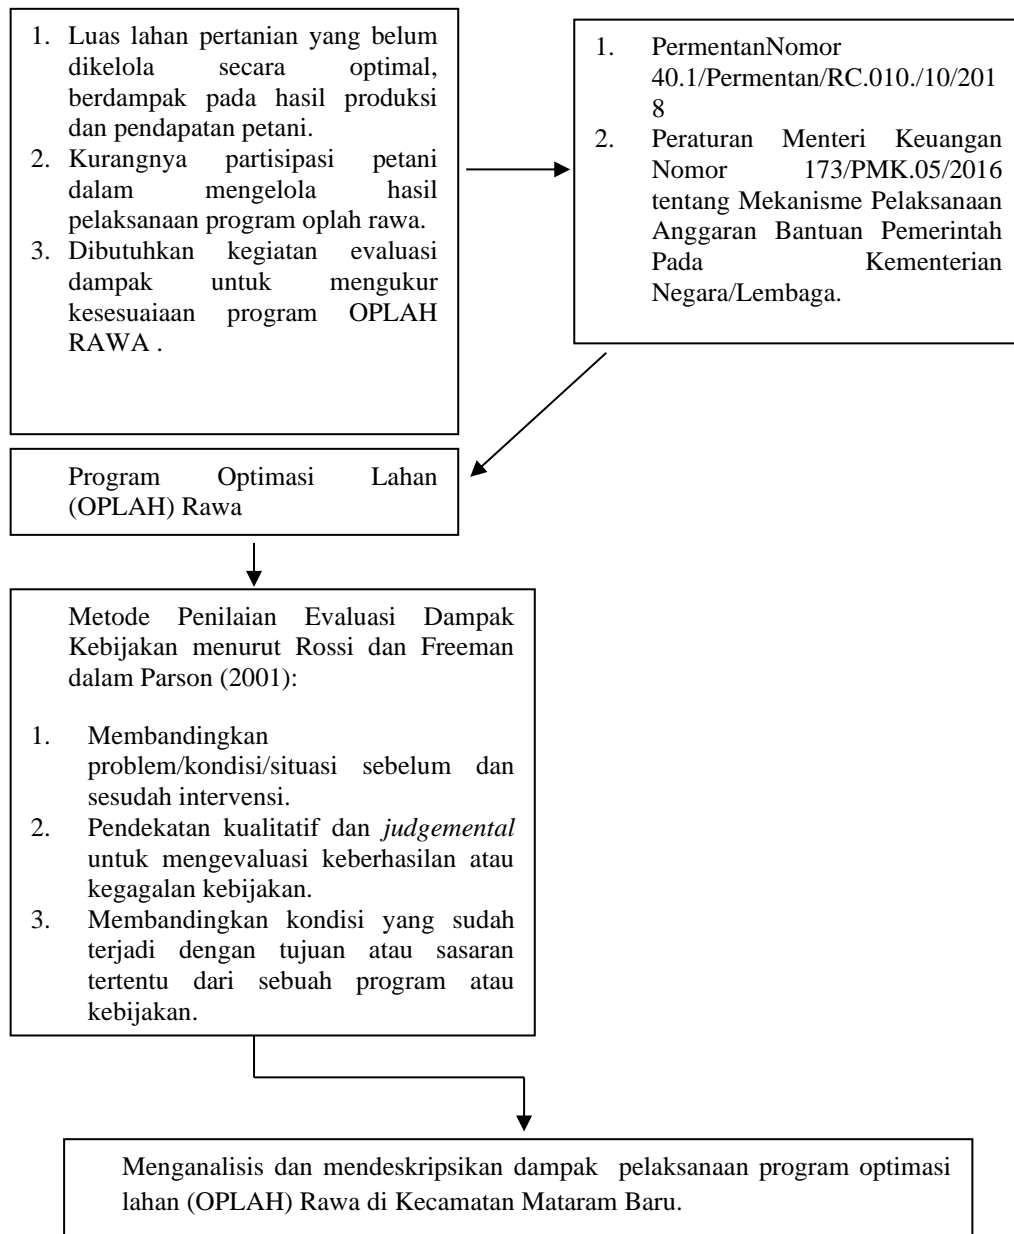 1. Luas lahan pertanian yang belum
dikelola secara optimal,
berdampak pada hasil produksi
dan pendapatan petani.
2. Kurangnya partisipasi petani
dalam mengelola hasil
pelaksanaan program oplah rawa.
3. Dibutuhkan kegiatan evaluasi
dampak untuk mengukur
kesesuaiaan program OPLAH
RAWA .
1. PermentanNomor
40.1/Permentan/RC.010./10/201
8
2. Peraturan Menteri Keuangan
Nomor 173/PMK.05/2016
tentang Mekanisme Pelaksanaan
Anggaran Bantuan Pemerintah
Pada Kementerian
Negara/Lembaga.
Program Optimasi Lahan
(OPLAH) Rawa
Metode Penilaian Evaluasi Dampak
Kebijakan menurut Rossi dan Freeman
dalam Parson (2001):
1. Membandingkan
problem/kondisi/situasi sebelum dan
sesudah intervensi.
2. Pendekatan kualitatif dan judgemental
untuk mengevaluasi keberhasilan atau
kegagalan kebijakan.
3. Membandingkan kondisi yang sudah
terjadi dengan tujuan atau sasaran
tertentu dari sebuah program atau
kebijakan.
Menganalisis dan mendeskripsikan dampak pelaksanaan program optimasi
lahan (OPLAH) Rawa di Kecamatan Mataram Baru.